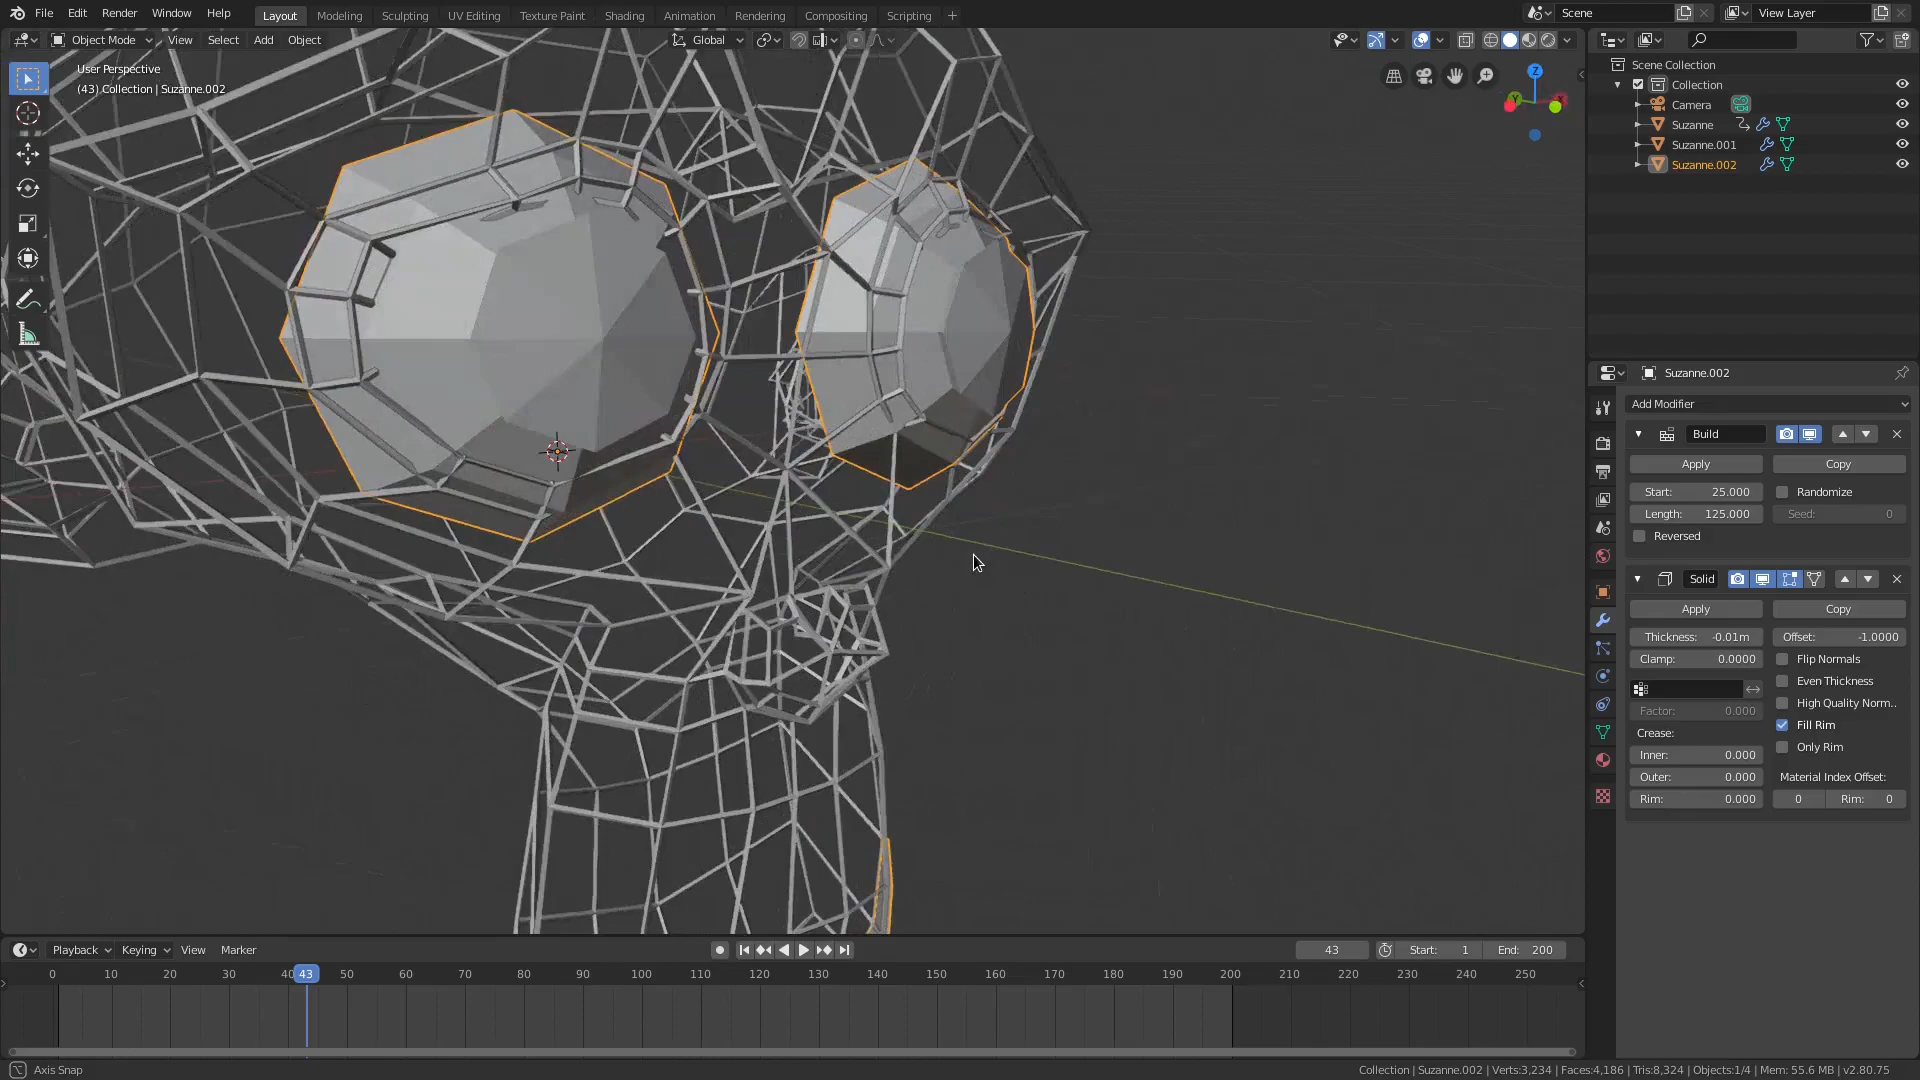 File Edit Render Window Help Layout Modeling Sculpting UV Editing Texture Paint Shading Animation Rendering Compositing Scripting + Scene View Layer
Object Mode View Select Add Object Global
User Perspective
(43) Collection | Suzanne.002
Z
Y
Scene Collection
Collection
Camera
Suzanne
Suzanne.001
Suzanne.002
Suzanne.002
Add Modifier
Build
Apply Copy
Start: 25.000 Randomize
Length: 125.000 Seed: 0
Reversed
Solid
Apply Copy
Thickness: -0.01m Offset: -1.0000
Clamp: 0.0000 Flip Normals
Even Thickness
High Quality Norm..
Factor: 0.000
Fill Rim
Crease:
Only Rim
Inner: 0.000
Outer: 0.000 Material Index Offset:
Rim: 0.000 0 Rim: 0
Playback Keying View Marker 43 Start: 1 End: 200
0 10 20 30 40 43 50 60 70 80 90 100 110 120 130 140 150 160 170 180 190 200 210 220 230 240 250
Axis Snap Collection | Suzanne.002 | Verts:3,234 | Faces:4,186 | Tris:8,324 | Objects:1/4 | Mem: 55.6 MB | v2.80.75